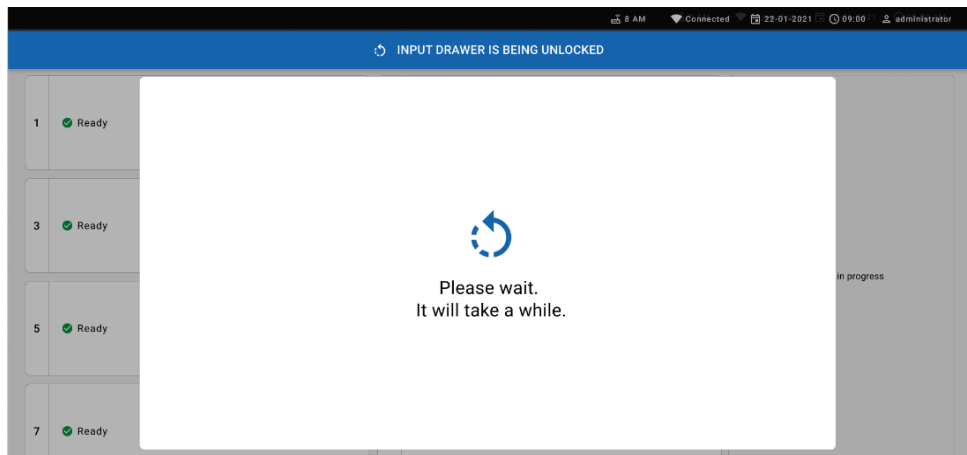 8 AM Connected 22-01-2021 09:00 administrator
INPUT DRAWER IS BEING UNLOCKED
1 Ready
3 Ready
Please wait.
It will take a while.
in progress
5 Ready
7 Ready